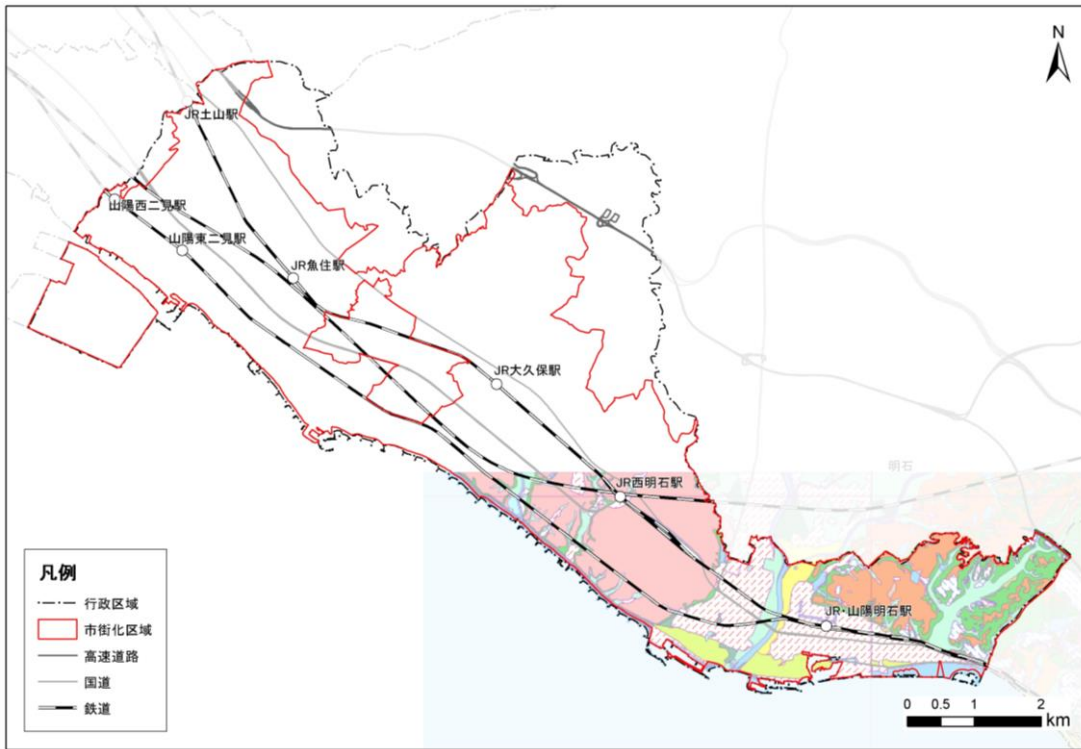 N
JR土山駅
山陽西二見駅
山陽東二見駅
JR魚住駅
JR大久保駅
明石
JR西明石駅
JR・山陽明石駅
凡例
行政区域
市街化区域
高速道路
国道
鉄道
0 0.5 1 2
km